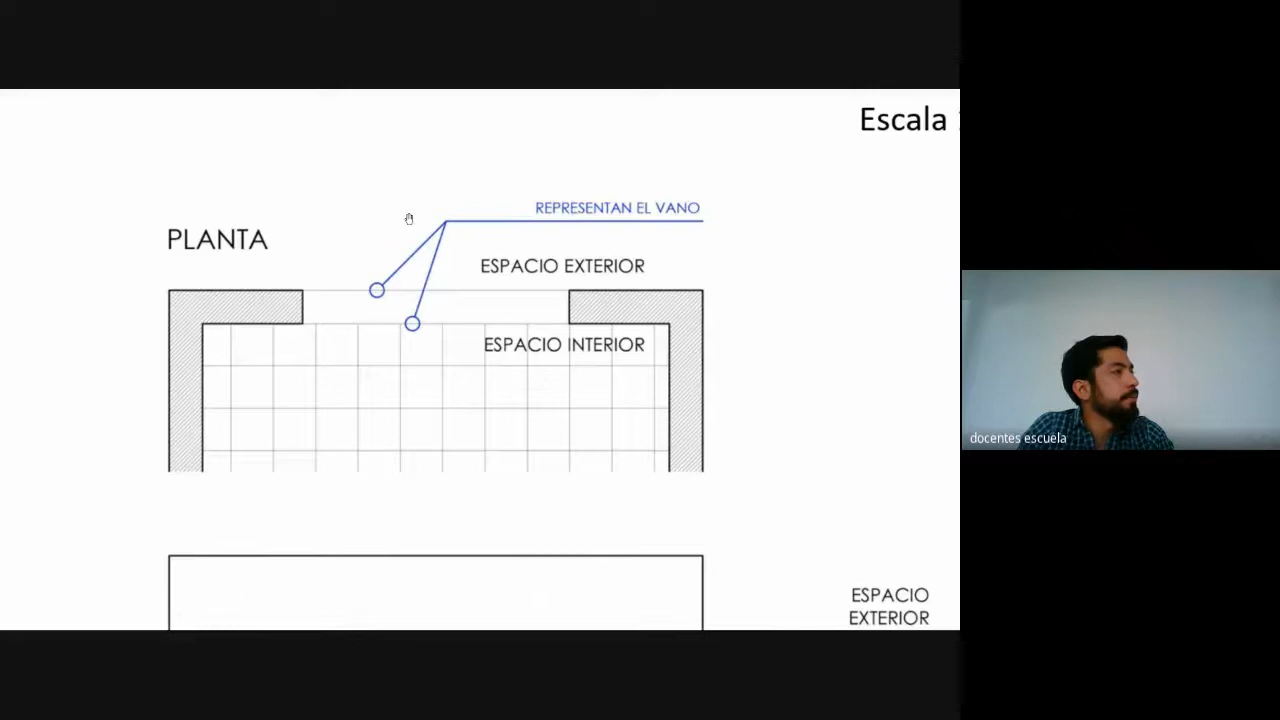 Escala
REPRESENTAN EL VANO
PLANTA
ESPACIO EXTERIOR
ESPACIO INTERIOR
docentes escuela
ESPACIO
EXTERIOR